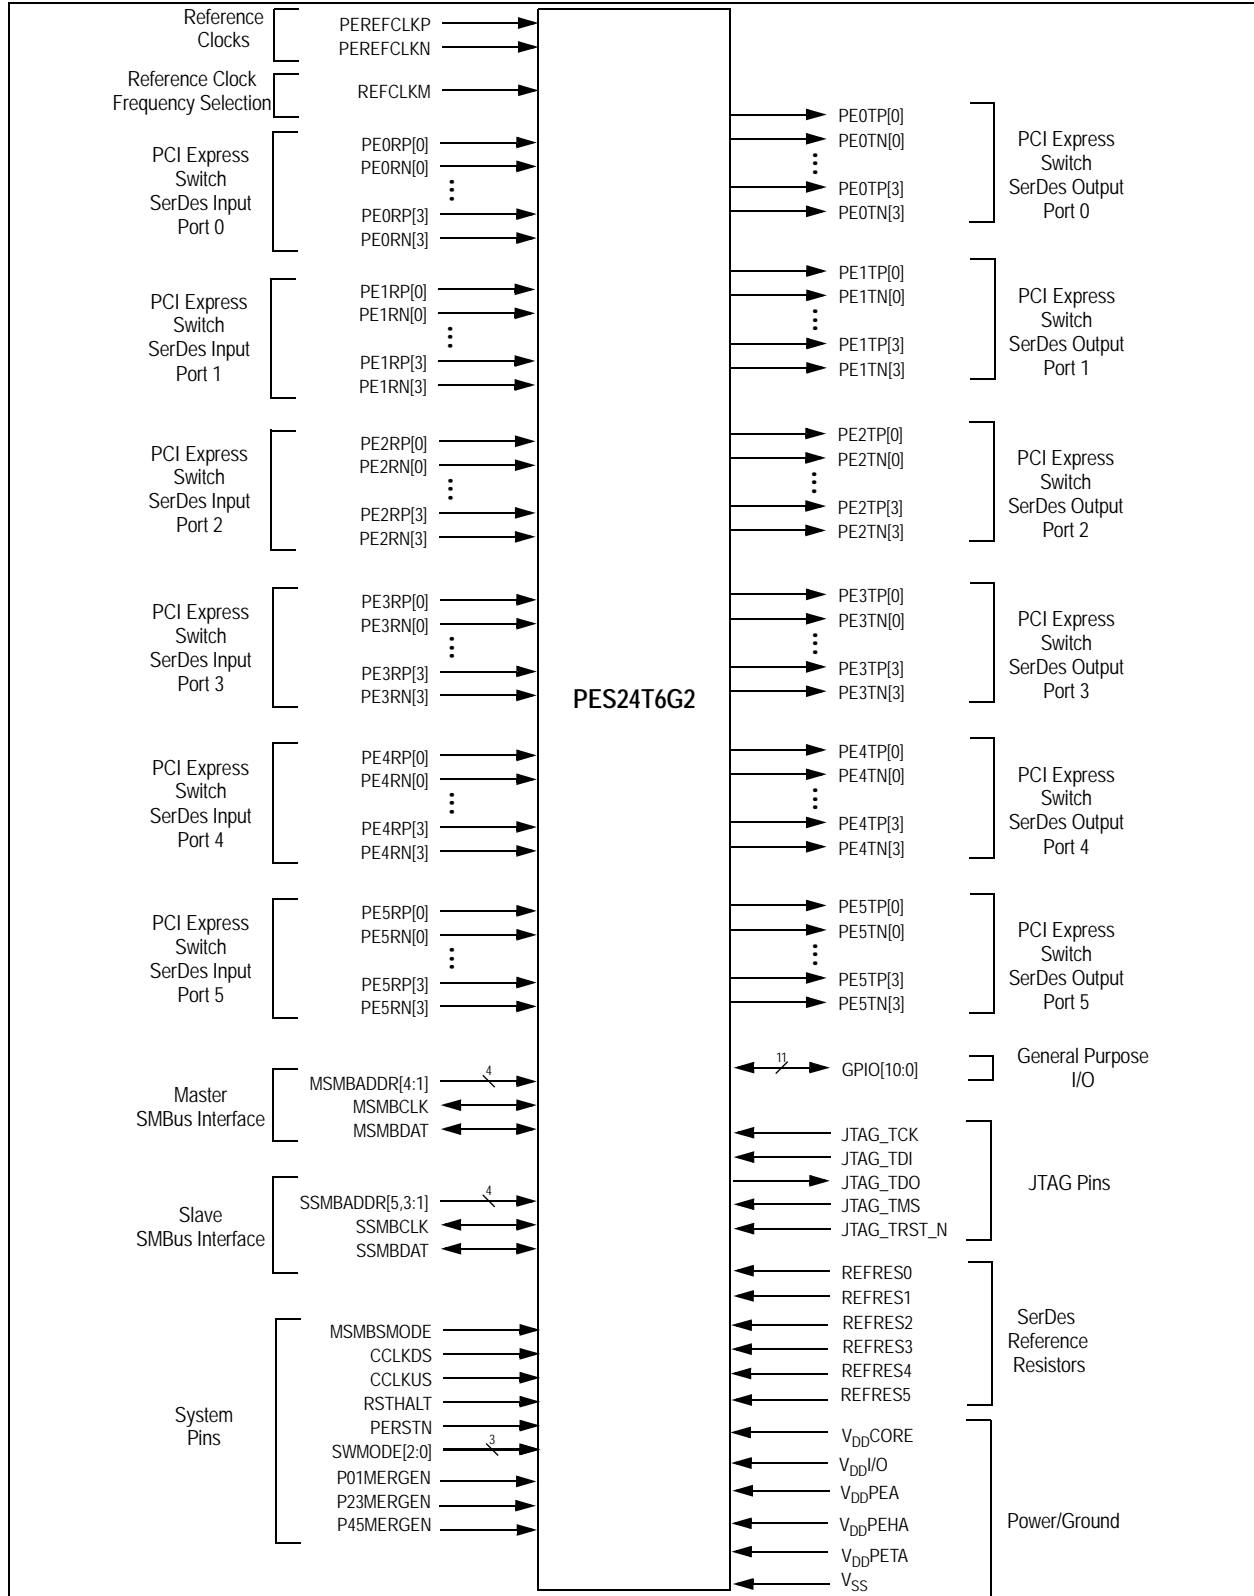 Reference
Clocks
PEREFCLKP
PEREFCLKN
Reference Clock
Frequency Selection
REFCLKM
PCI Express
Switch
SerDes Input
Port 0
PE0RP[0]
PE0RN[0]
PE0RP[3]
PE0RN[3]
PCI Express
Switch
SerDes Input
Port 1
PE1RP[0]
PE1RN[0]
PE1RP[3]
PE1RN[3]
PCI Express
Switch
SerDes Input
Port 2
PE2RP[0]
PE2RN[0]
PE2RP[3]
PE2RN[3]
PCI Express
Switch
SerDes Input
Port 3
PE3RP[0]
PE3RN[0]
PE3RP[3]
PE3RN[3]
PCI Express
Switch
SerDes Input
Port 4
PE4RP[0]
PE4RN[0]
PE4RP[3]
PE4RN[3]
PCI Express
Switch
SerDes Input
Port 5
PE5RP[0]
PE5RN[0]
PE5RP[3]
PE5RN[3]
Master
SMBus Interface
MSMBADDR[4:1]
4
MSMBCLK
MSMBDAT
Slave
SMBus Interface
SSMBADDR[5,3:1]
4
SSMBCLK
SSMBDAT
System
Pins
MSMBSMODE
CCLKDS
CCLKUS
RSTHALT
PERSTN
SWMODE[2:0]
3
P01MERGEN
P23MERGEN
P45MERGEN
PES24T6G2
PE0TP[0]
PE0TN[0]
PE0TP[3]
PE0TN[3]
PCI Express
Switch
SerDes Output
Port 0
PE1TP[0]
PE1TN[0]
PE1TP[3]
PE1TN[3]
PCI Express
Switch
SerDes Output
Port 1
PE2TP[0]
PE2TN[0]
PE2TP[3]
PE2TN[3]
PCI Express
Switch
SerDes Output
Port 2
PE3TP[0]
PE3TN[0]
PE3TP[3]
PE3TN[3]
PCI Express
Switch
SerDes Output
Port 3
PE4TP[0]
PE4TN[0]
PE4TP[3]
PE4TN[3]
PCI Express
Switch
SerDes Output
Port 4
PE5TP[0]
PE5TN[0]
PE5TP[3]
PE5TN[3]
PCI Express
Switch
SerDes Output
Port 5
11
GPIO[10:0]
General Purpose
I/O
JTAG_TCK
JTAG_TDI
JTAG_TDO
JTAG_TMS
JTAG_TRST_N
JTAG Pins
REFRES0
REFRES1
REFRES2
REFRES3
REFRES4
REFRES5
SerDes
Reference
Resistors
VDDCORE
VDDI/O
VDDPEA
VDDPEHA
VDDPETA
VSS
Power/Ground